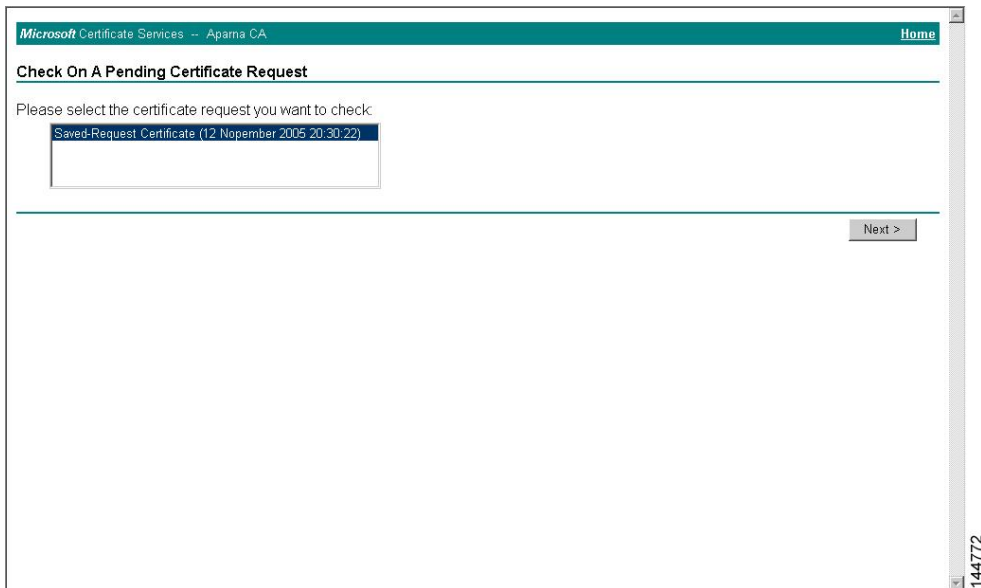 Microsoft Certificate Services -- Aparna CA Home
Check On A Pending Certificate Request
Please select the certificate request you want to check:
Saved-Request Certificate (12 Nopember 2005 20:30:22)
Next >
144772